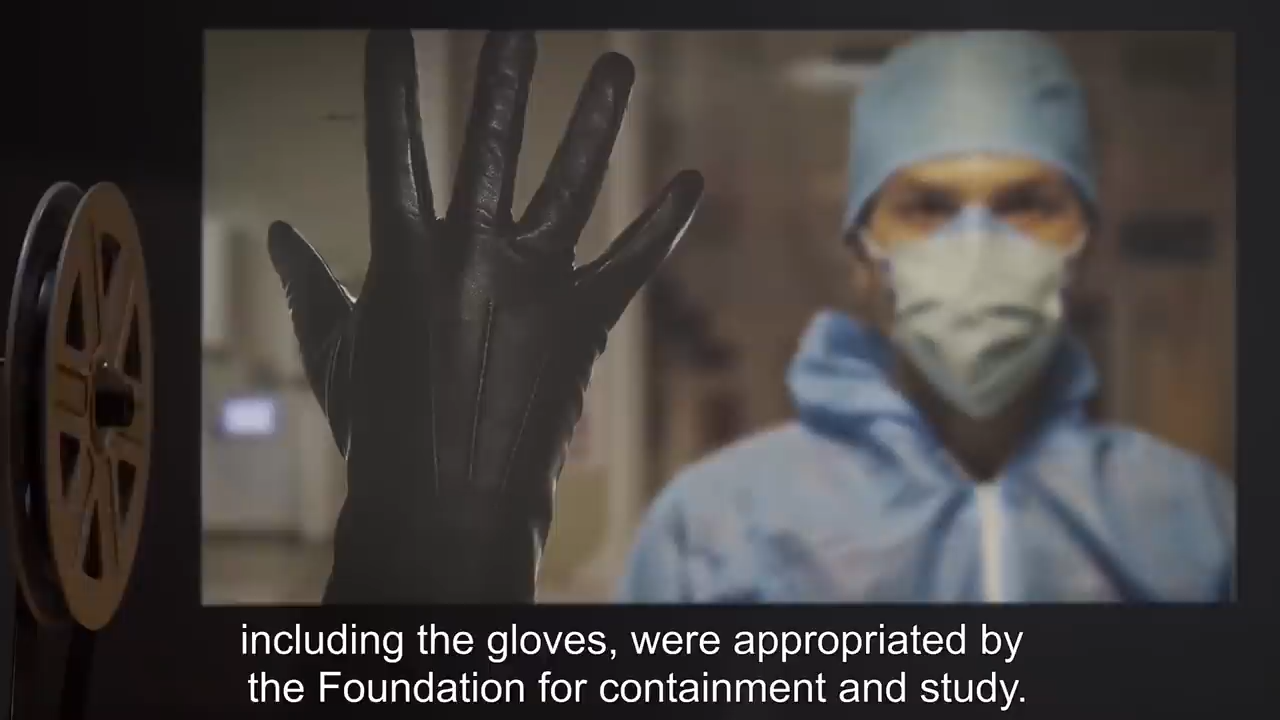 including the gloves, were appropriated by
the Foundation for containment and study.